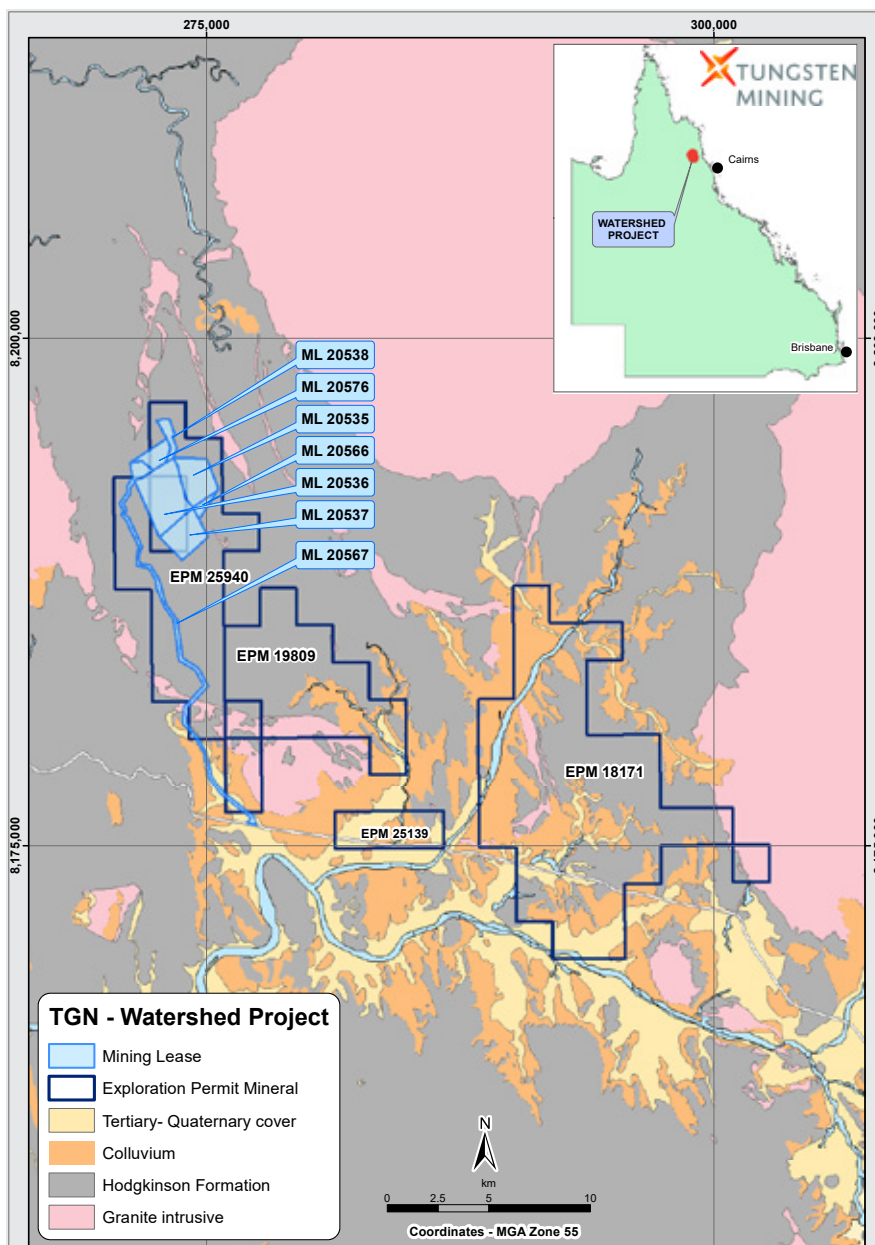 275,000
300,000
TUNGSTEN
MINING
Cairns
WATERSHED
PROJECT
Brisbane
8,200,000
ML 20538
ML 20576
ML 20535
ML 20566
ML 20536
ML 20537
ML 20567
EPM 25940
EPM 19809
EPM 18171
EPM 25139
8,175,000
TGN - Watershed Project
Mining Lease
Exploration Permit Mineral
Tertiary- Quaternary cover
Colluvium
Hodgkinson Formation
Granite intrusive
N
km
0 2.5 5 10
Coordinates - MGA Zone 55